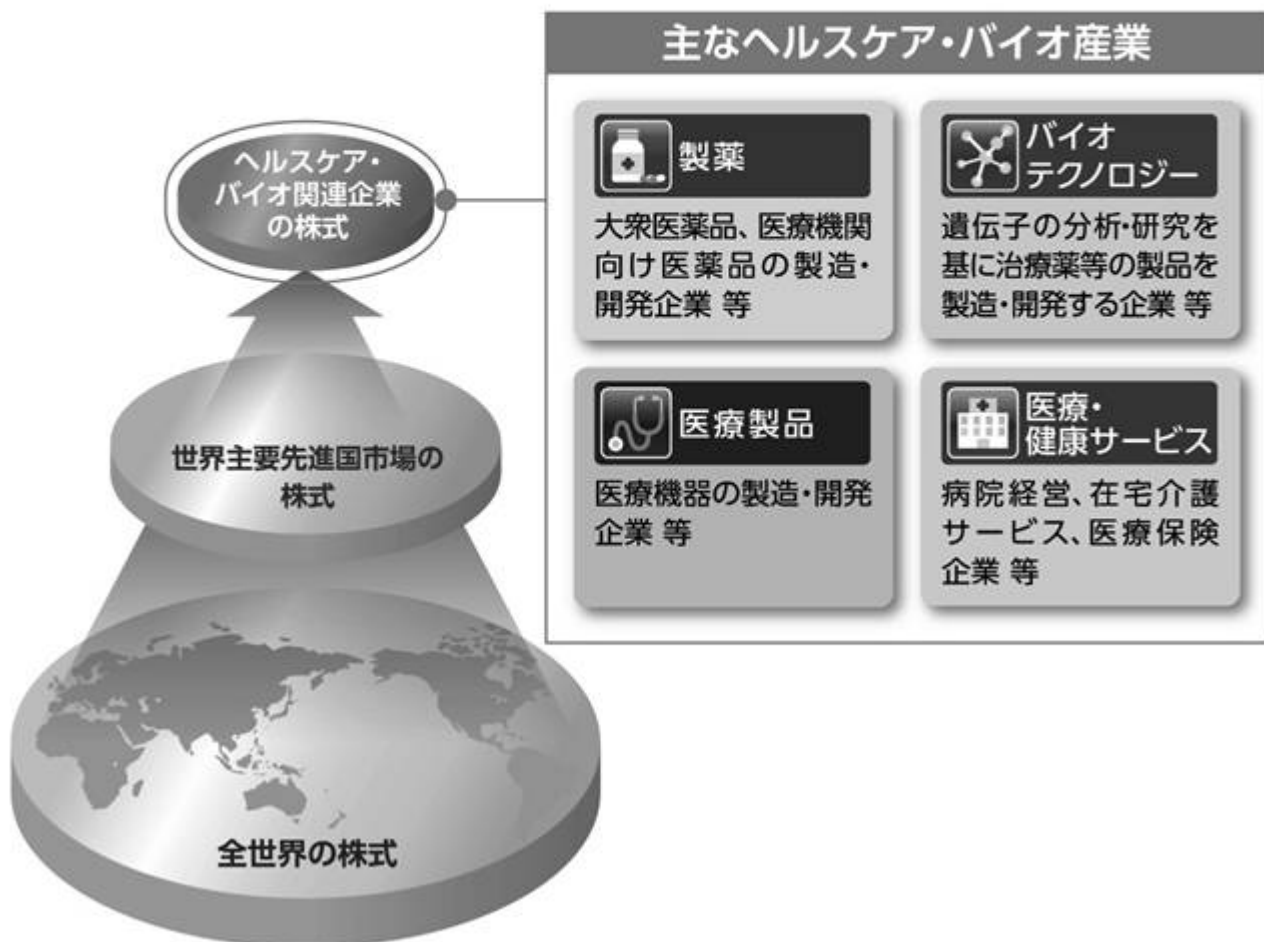 主なヘルスケア・バイオ産業
ヘルスケア・
バイオ関連企業
の株式
世界主要先進国市場の
株式
全世界の株式
製薬
大衆医薬品、医療機関
向け医薬品の製造・
開発企業 等
バイオ
テクノロジー
遺伝子の分析・研究を
基に治療薬等の製品を
製造・開発する企業 等
医療製品
医療機器の製造・開発
企業 等
医療・
健康サービス
病院経営、在宅介護
サービス、医療保険
企業 等